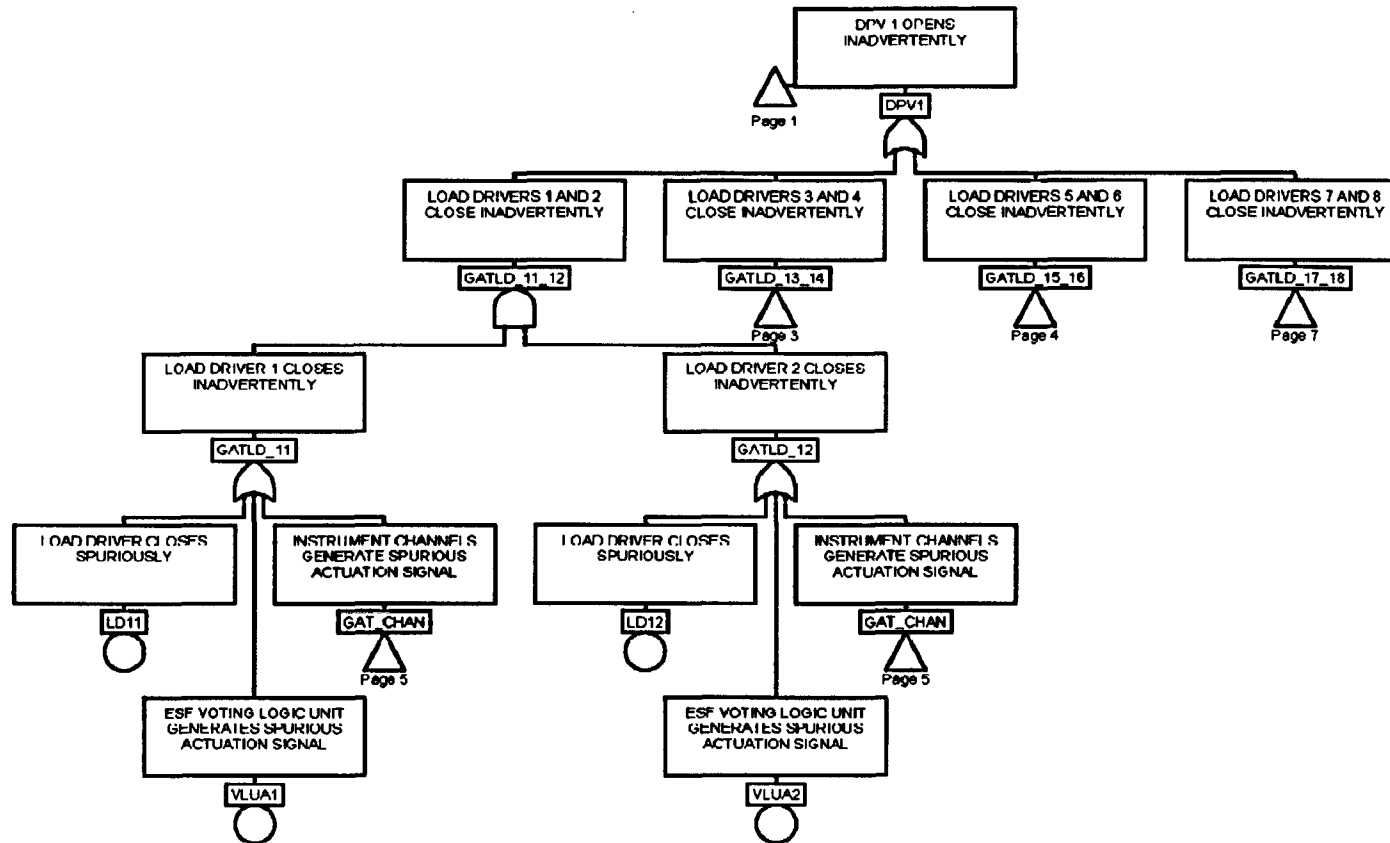 DPV 1 OPENS
INADVERTENTLY
Page 1
DPV1
LOAD DRIVERS 1 AND 2
CLOSE INADVERTENTLY
LOAD DRIVERS 3 AND 4
CLOSE INADVERTENTLY
LOAD DRIVERS 5 AND 6
CLOSE INADVERTENTLY
LOAD DRIVERS 7 AND 8
CLOSE INADVERTENTLY
GATLD_11_12
GATLD_13_14
GATLD_15_16
GATLD_17_18
Page 3
Page 4
Page 7
LOAD DRIVER 1 CLOSES
INADVERTENTLY
LOAD DRIVER 2 CLOSES
INADVERTENTLY
GATLD_11
GATLD_12
LOAD DRIVER CLOSES
SPURIOUSLY
INSTRUMENT CHANNELS
GENERATE SPURIOUS
ACTUATION SIGNAL
LOAD DRIVER CLOSES
SPURIOUSLY
INSTRUMENT CHANNELS
GENERATE SPURIOUS
ACTUATION SIGNAL
LD11
GAT_CHAN
LD12
GAT_CHAN
Page 5
Page 5
ESF VOTING LOGIC UNIT
GENERATES SPURIOUS
ACTUATION SIGNAL
ESF VOTING LOGIC UNIT
GENERATES SPURIOUS
ACTUATION SIGNAL
VLUA1
VLUA2